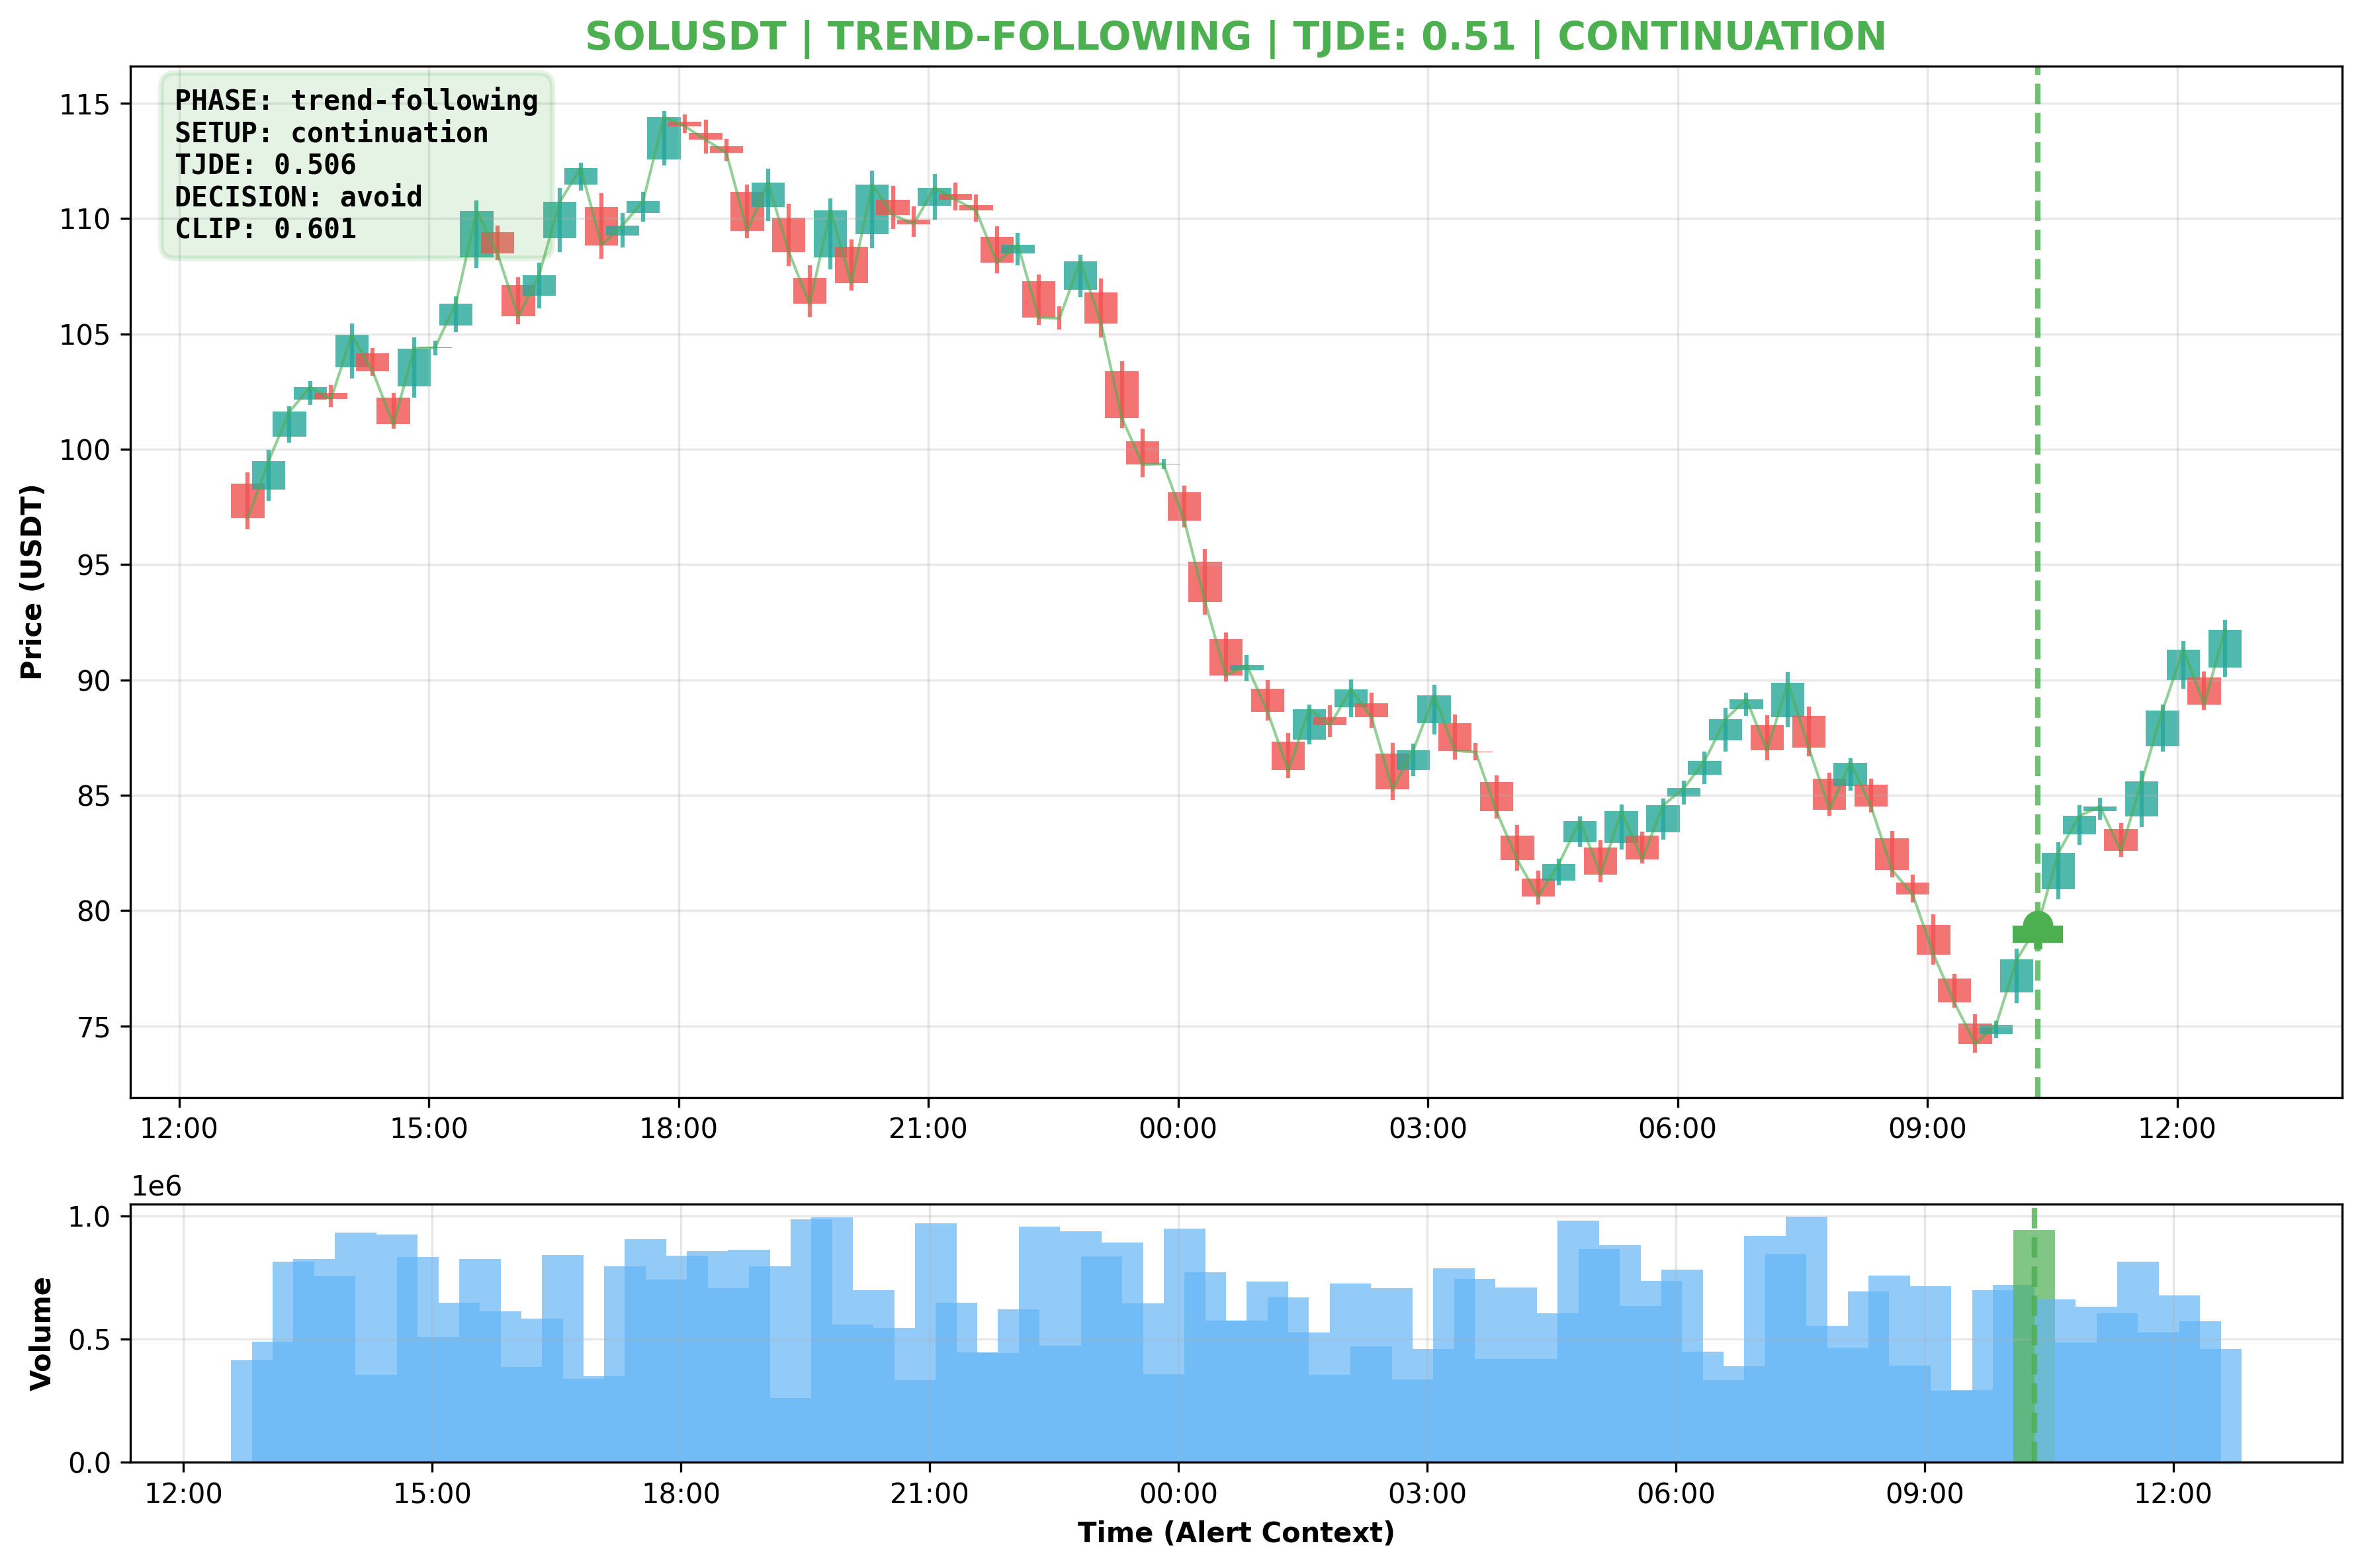 SOLUSDT | TREND-FOLLOWING | TJDE: 0.51 | CONTINUATION
PHASE: trend-following
SETUP: continuation
TJDE: 0.506
DECISION: avoid
CLIP: 0.601
Price (USDT)
115
110
105
100
95
90
85
80
75
12:00 15:00 18:00 21:00 00:00 03:00 06:00 09:00 12:00
1e6
Volume
1.0
0.5
0.0
12:00 15:00 18:00 21:00 00:00 03:00 06:00 09:00 12:00
Time (Alert Context)